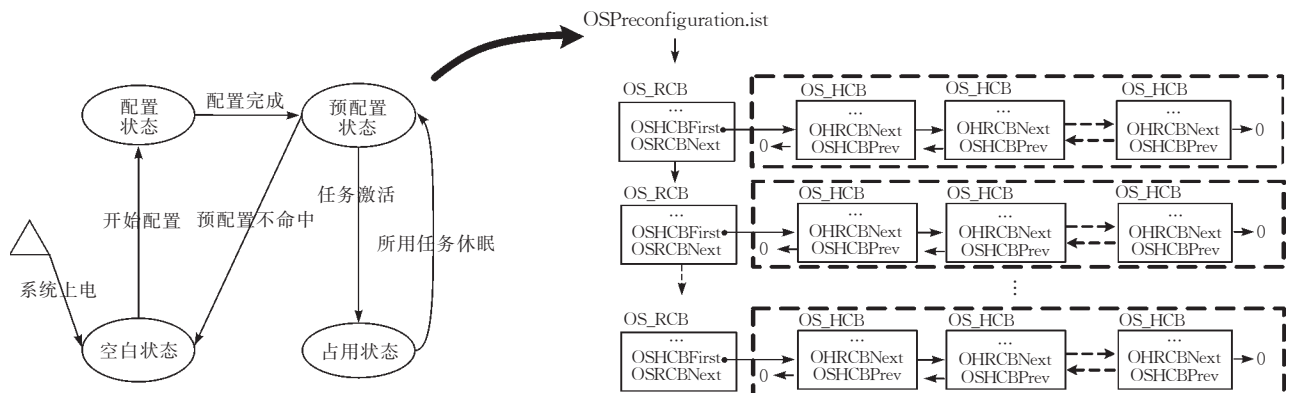 OSPreconfiguration.ist
配置
状态
配置完成
预配置
状态
任务激活
开始配置
预配置不命中
所用任务休眠
系统上电
空白状态
占用状态
OS_RCB
...
OSHCBFirst
OSRCBNext
OS_HCB
...
OHRCBNext
OSHCBPrev
OS_HCB
...
OHRCBNext
OSHCBPrev
OS_HCB
...
OHRCBNext
OSHCBPrev
0
0
OS_RCB
...
OSHCBFirst
OSRCBNext
OS_HCB
...
OHRCBNext
OSHCBPrev
OS_HCB
...
OHRCBNext
OSHCBPrev
OS_HCB
...
OHRCBNext
OSHCBPrev
0
0
⋮
OS_RCB
...
OSHCBFirst
OSRCBNext
OS_HCB
...
OHRCBNext
OSHCBPrev
OS_HCB
...
OHRCBNext
OSHCBPrev
OS_HCB
...
OHRCBNext
OSHCBPrev
0
0